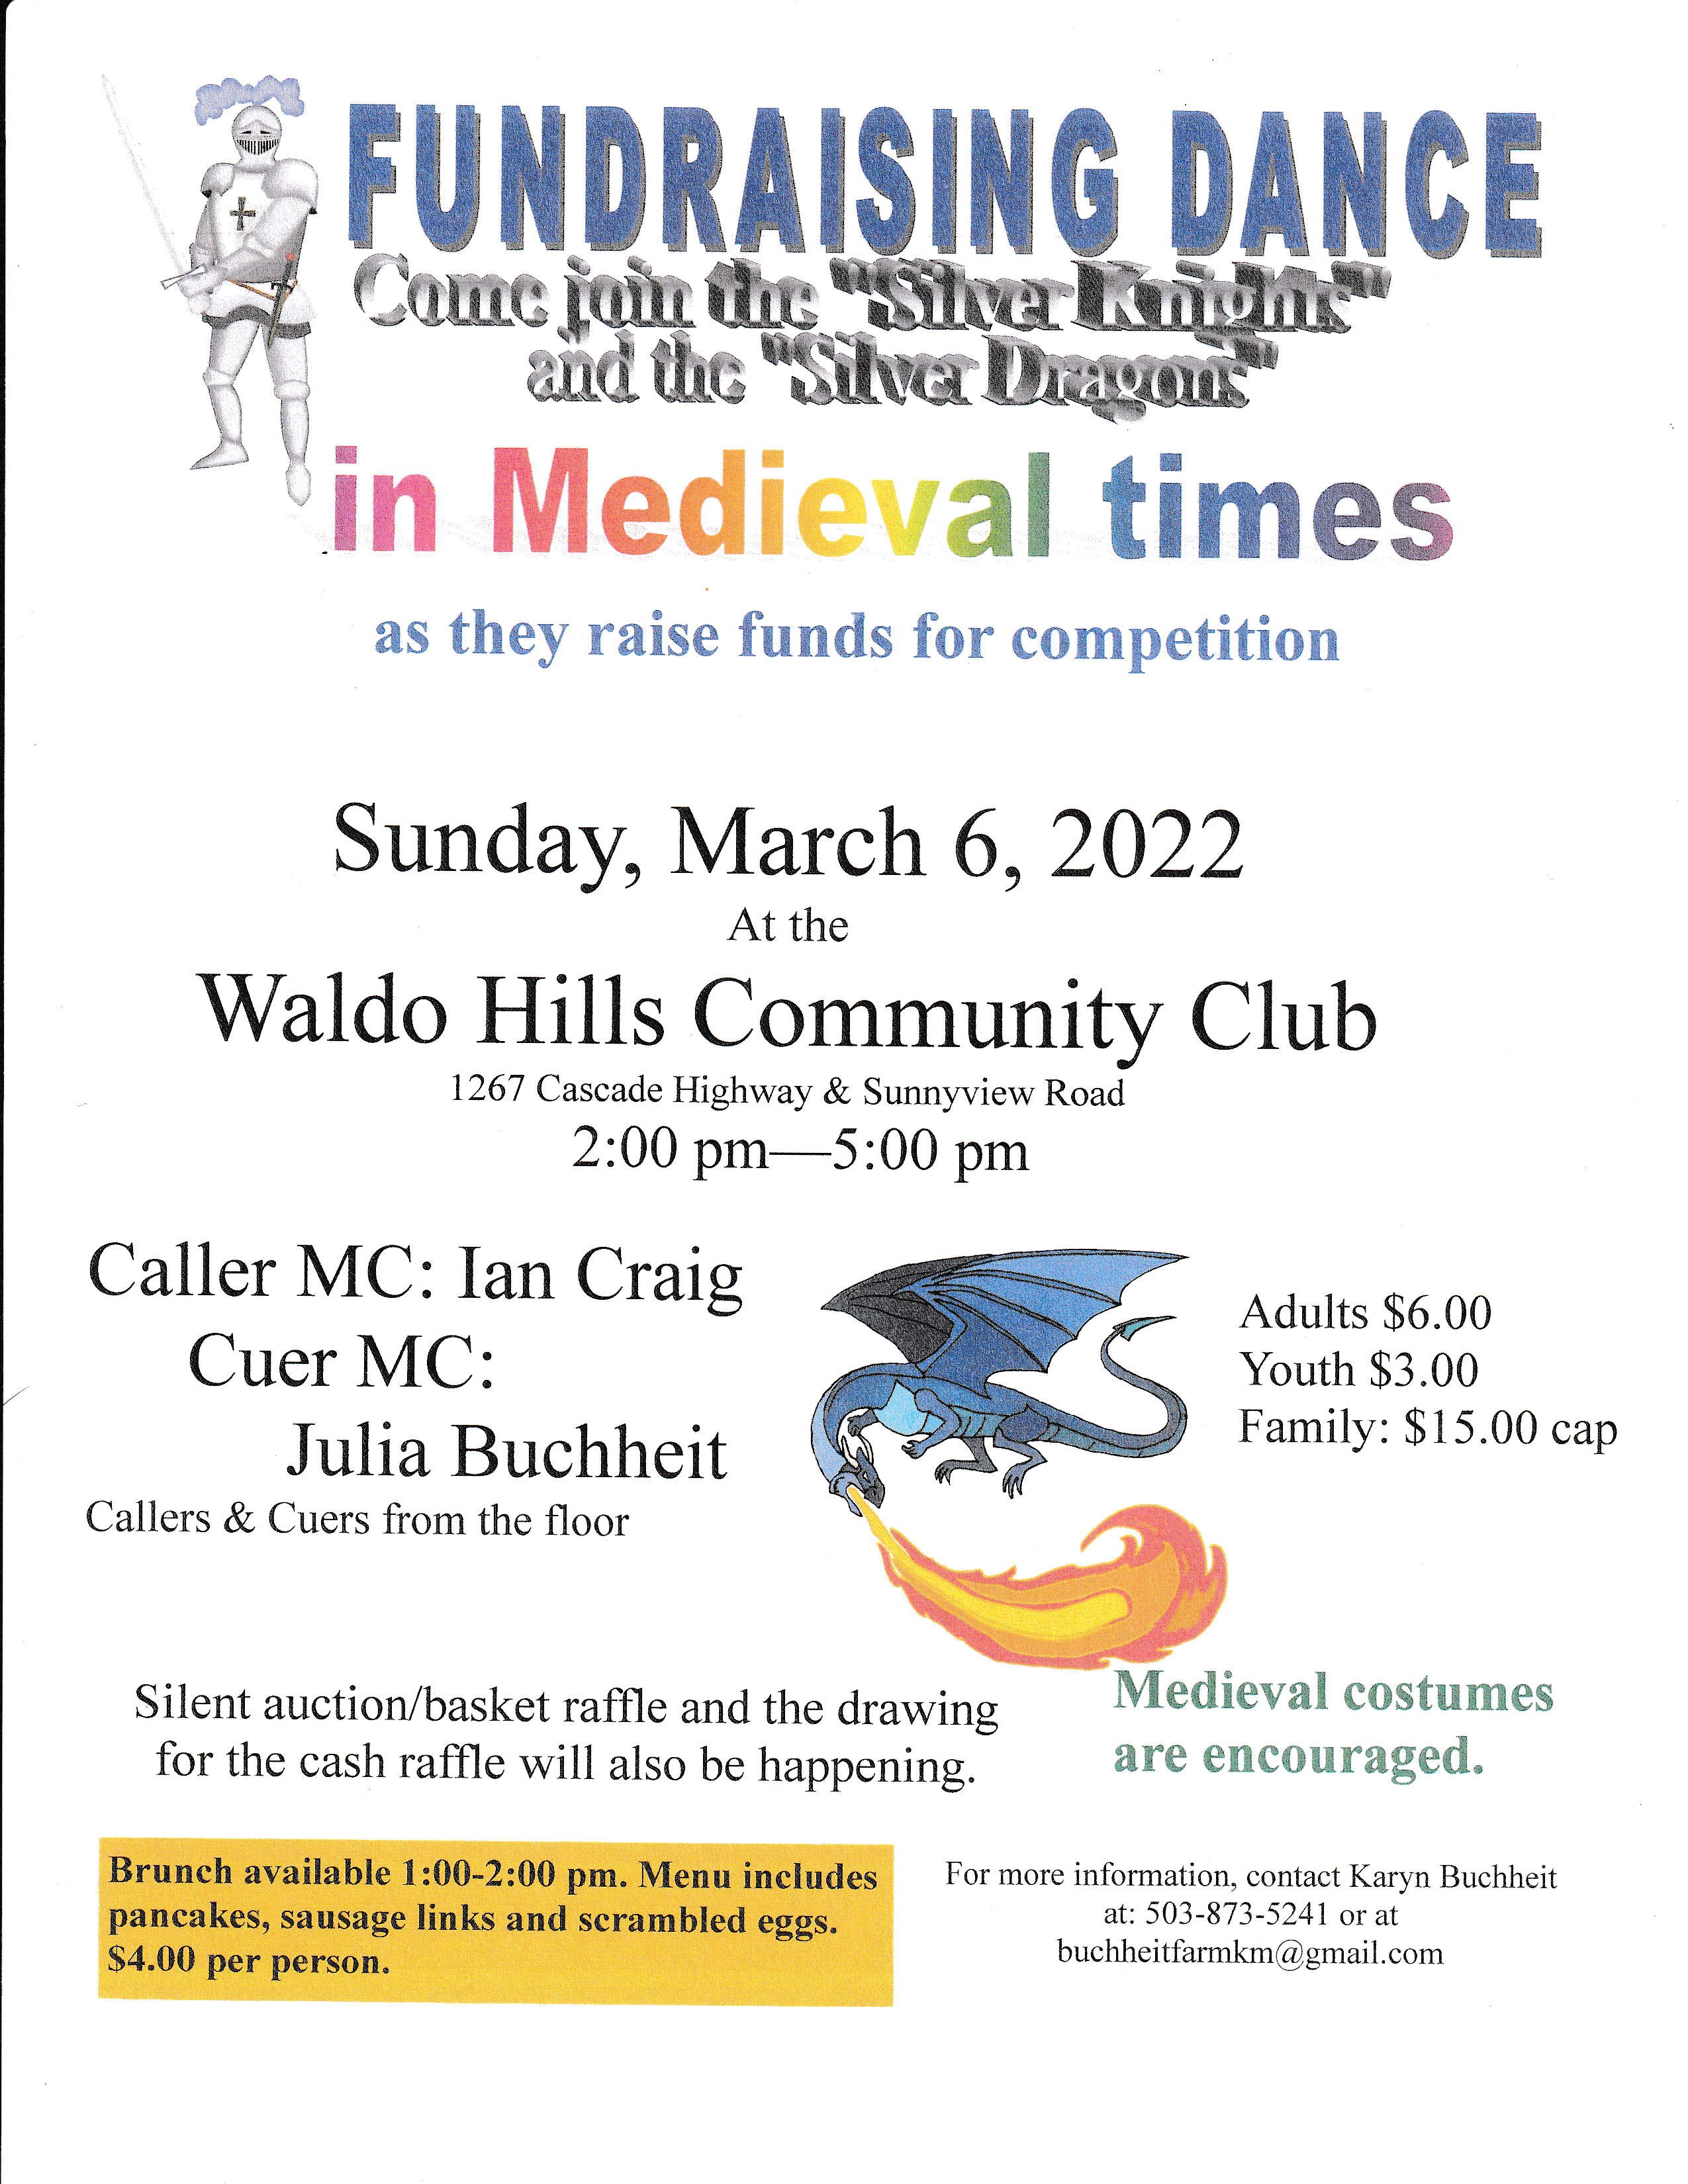 FUNDRAISING DANCE
Come join the "Silver Knights"
and the "Silver Dragons"
in Medieval times
as they raise funds for competition
Sunday, March 6, 2022
At the
Waldo Hills Community Club
1267 Cascade Highway & Sunnyview Road
2:00 pm—5:00 pm
Caller MC: Ian Craig
Cuer MC:
Julia Buchheit
Callers & Cuers from the floor
Adults $6.00
Youth $3.00
Family: $15.00 cap
Silent auction/basket raffle and the drawing
for the cash raffle will also be happening.
Medieval costumes
are encouraged.
Brunch available 1:00-2:00 pm. Menu includes
pancakes, sausage links and scrambled eggs.
$4.00 per person.
For more information, contact Karyn Buchheit
at: 503-873-5241 or at
buchheitfarmkm@gmail.com